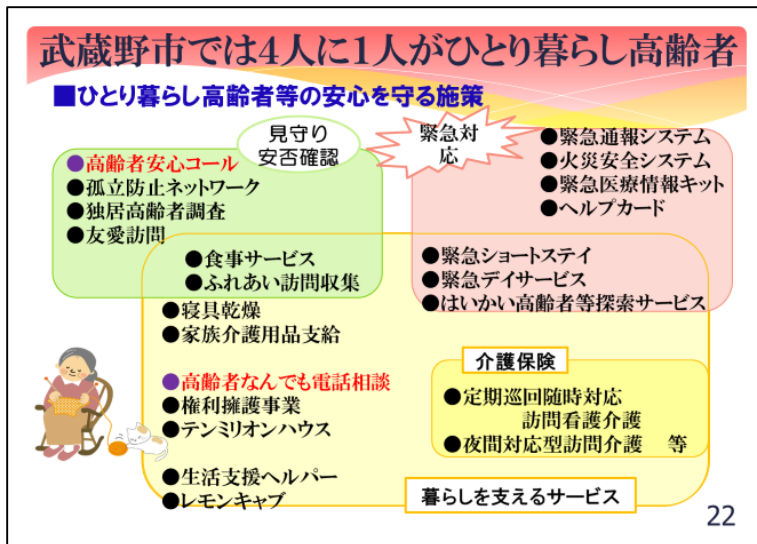 武蔵野市では4人に1人がひとり暮らし高齢者
■ひとり暮らし高齢者等の安心を守る施策
見守り
安否確認
●高齢者安心コール
●孤立防止ネットワーク
●独居高齢者調査
●友愛訪問
●食事サービス
●ふれあい訪問収集
緊急対
応
●緊急通報システム
●火災安全システム
●緊急医療情報キット
●ヘルプカード
●緊急ショートステイ
●緊急デイサービス
●はいかい高齢者等探索サービス
●寝具乾燥
●家族介護用品支給
●高齢者なんでも電話相談
●権利擁護事業
●テンミリオンハウス
●生活支援ヘルパー
●レモンキャブ
介護保険
●定期巡回随時対応
訪問看護介護
●夜間対応型訪問介護 等
暮らしを支えるサービス
22